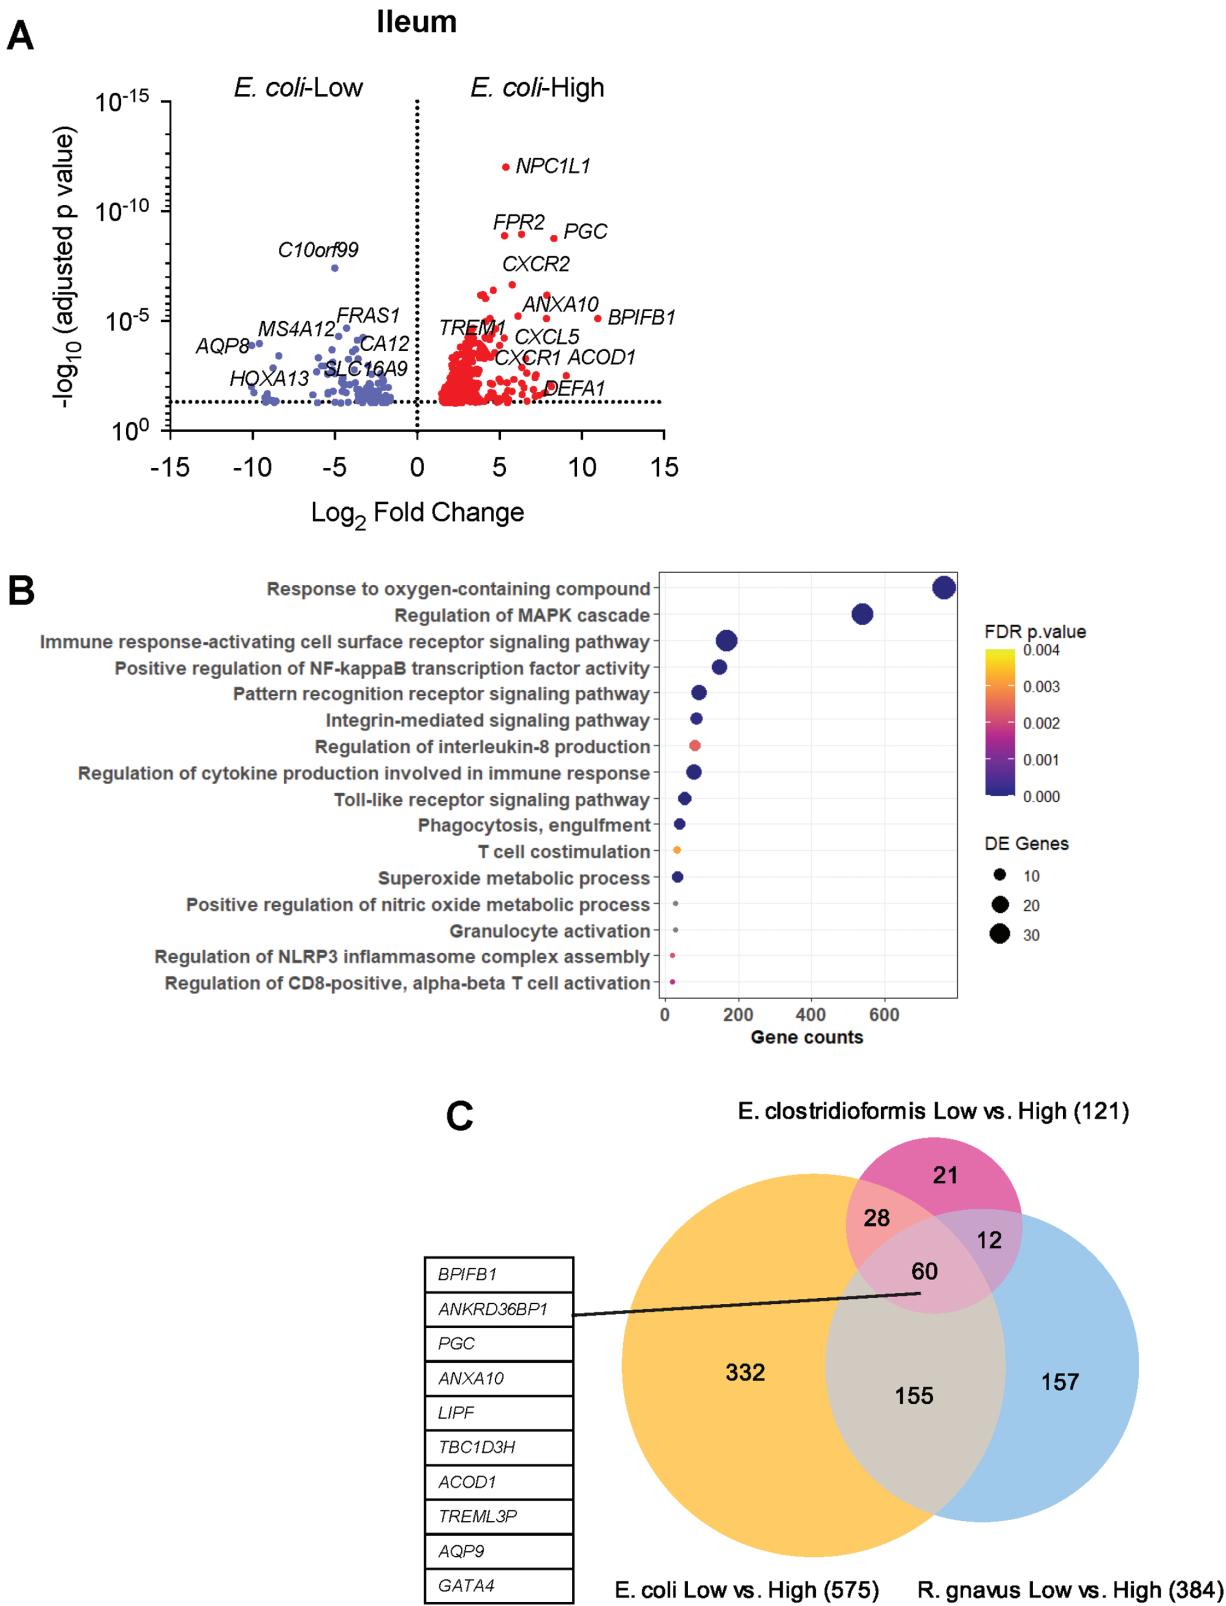 Ileum
A
E. coli-Low
E. coli-High
-log10 (adjusted p value)
10-15
10-10
10-5
100
NPC1L1
FPR2
PGC
C10orf99
CXCR2
ANXA10
BPIFB1
FRAS1
MS4A12
TREM1
CXCL5
AQP8
CA12
CXCR1
ACOD1
SLC16A9
HOXA13
DEFA1
-15
-10
-5
0
5
10
15
Log2 Fold Change
B
Response to oxygen-containing compound
Regulation of MAPK cascade
Immune response-activating cell surface receptor signaling pathway
Positive regulation of NF-kappaB transcription factor activity
Pattern recognition receptor signaling pathway
Integrin-mediated signaling pathway
Regulation of interleukin-8 production
Regulation of cytokine production involved in immune response
Toll-like receptor signaling pathway
Phagocytosis, engulfment
T cell costimulation
Superoxide metabolic process
Positive regulation of nitric oxide metabolic process
Granulocyte activation
Regulation of NLRP3 inflammasome complex assembly
Regulation of CD8-positive, alpha-beta T cell activation
0
200
400
600
Gene counts
FDR p.value
0.004
0.003
0.002
0.001
0.000
DE Genes
10
20
30
C
E. clostridioformis Low vs. High (121)
21
28
12
60
332
155
157
BPIFB1
ANKRD36BP1
PGC
ANXA10
LIPF
TBC1D3H
ACOD1
TREML3P
AQP9
GATA4
E. coli Low vs. High (575)
R. gnavus Low vs. High (384)